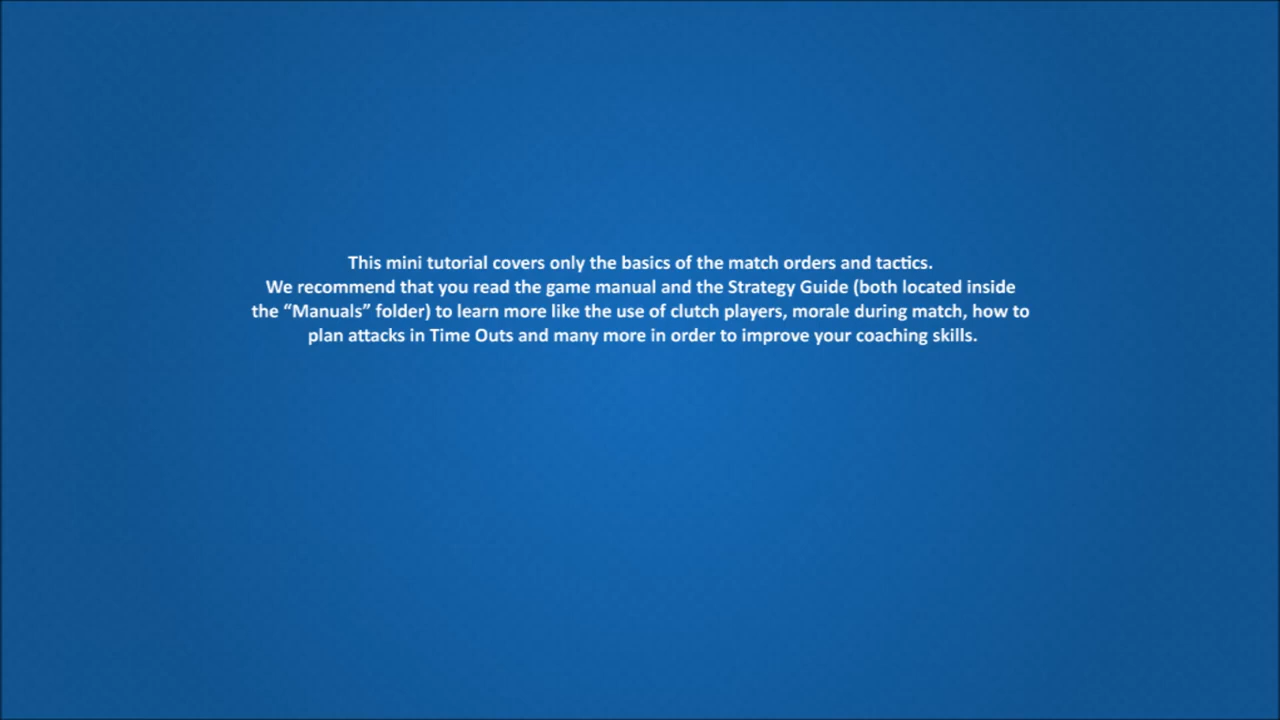 This mini tutorial covers only the basics of the match orders and tactics.
We recommend that you read the game manual and the Strategy Guide (both located inside
the “Manuals” folder) to learn more like the use of clutch players, morale during match, how to
plan attacks in Time Outs and many more in order to improve your coaching skills.